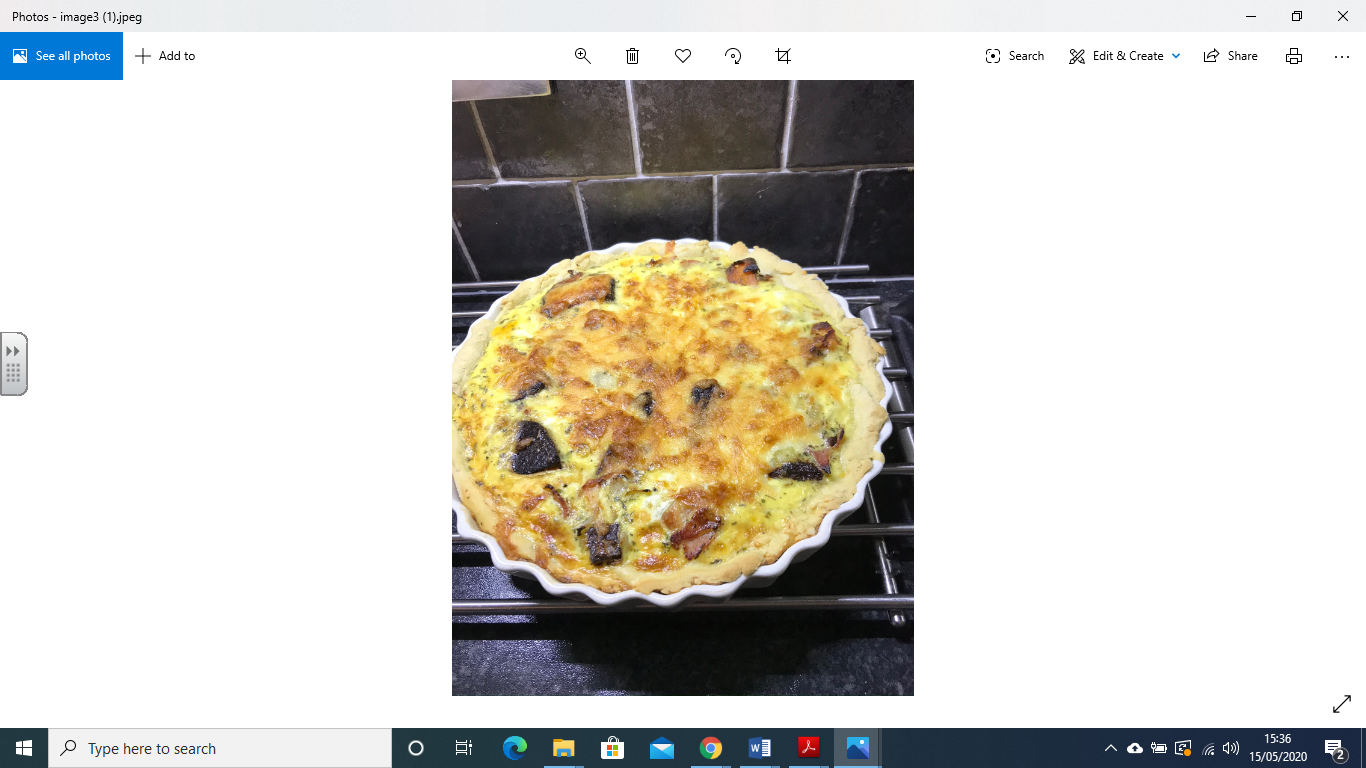 Photos - image3 (1).jpeg
See all photos
Add to
Search
Edit & Create
Share
Type here to search
15:36
15/05/2020
2